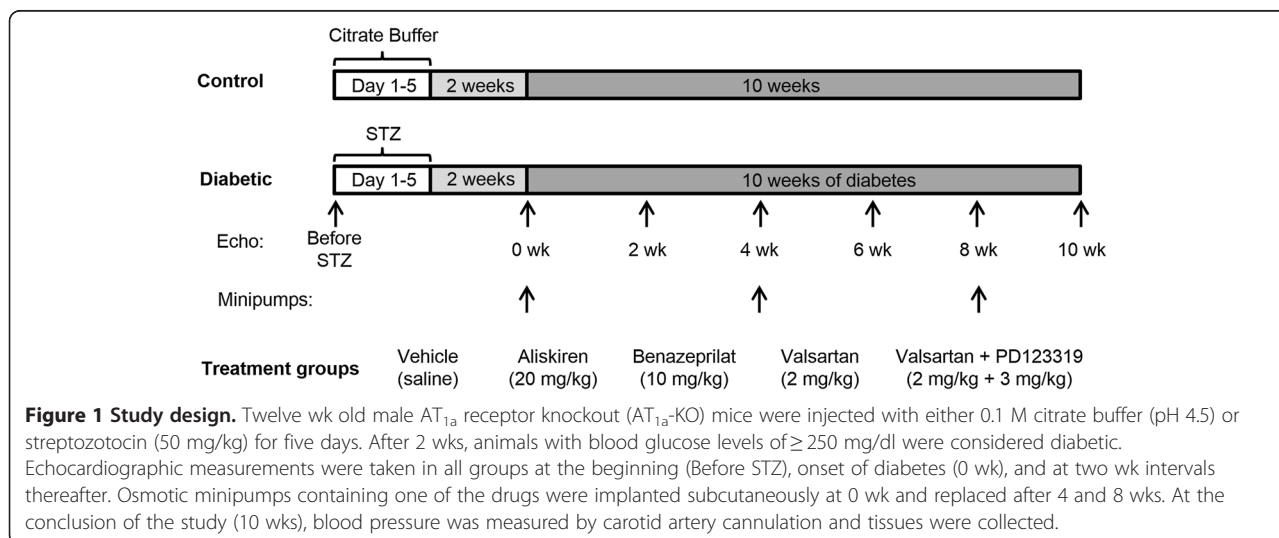 Citrate Buffer
Control
Day 1-5
2 weeks
10 weeks
STZ
Diabetic
Day 1-5
2 weeks
10 weeks of diabetes
Echo:
Before
STZ
0 wk
2 wk
4 wk
6 wk
8 wk
10 wk
Minipumps:
Treatment groups
Vehicle
(saline)
Aliskiren
(20 mg/kg)
Benazeprilat
(10 mg/kg)
Valsartan
(2 mg/kg)
Valsartan + PD123319
(2 mg/kg + 3 mg/kg)
Figure 1 Study design. Twelve wk old male AT1a receptor knockout (AT1a-KO) mice were injected with either 0.1 M citrate buffer (pH 4.5) or
streptozotocin (50 mg/kg) for five days. After 2 wks, animals with blood glucose levels of ≥ 250 mg/dl were considered diabetic.
Echocardiographic measurements were taken in all groups at the beginning (Before STZ), onset of diabetes (0 wk), and at two wk intervals
thereafter. Osmotic minipumps containing one of the drugs were implanted subcutaneously at 0 wk and replaced after 4 and 8 wks. At the
conclusion of the study (10 wks), blood pressure was measured by carotid artery cannulation and tissues were collected.